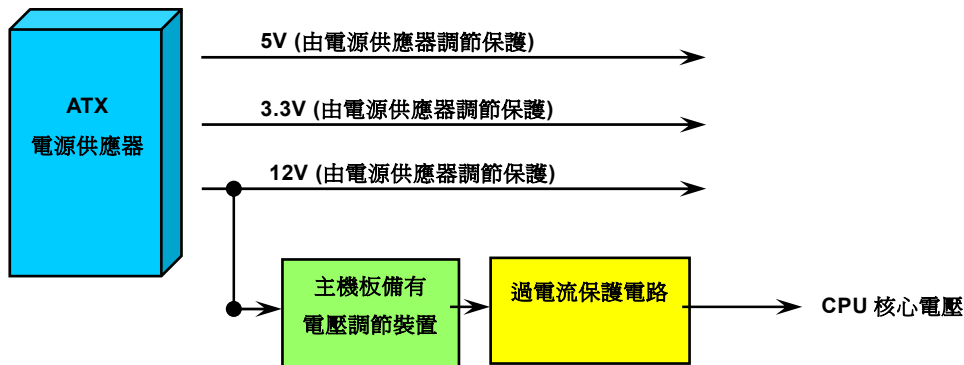 5V (由電源供應器調節保護)
ATX
電源供應器
3.3V (由電源供應器調節保護)
12V (由電源供應器調節保護)
主機板備有
電壓調節裝置
過電流保護電路
CPU 核心電壓